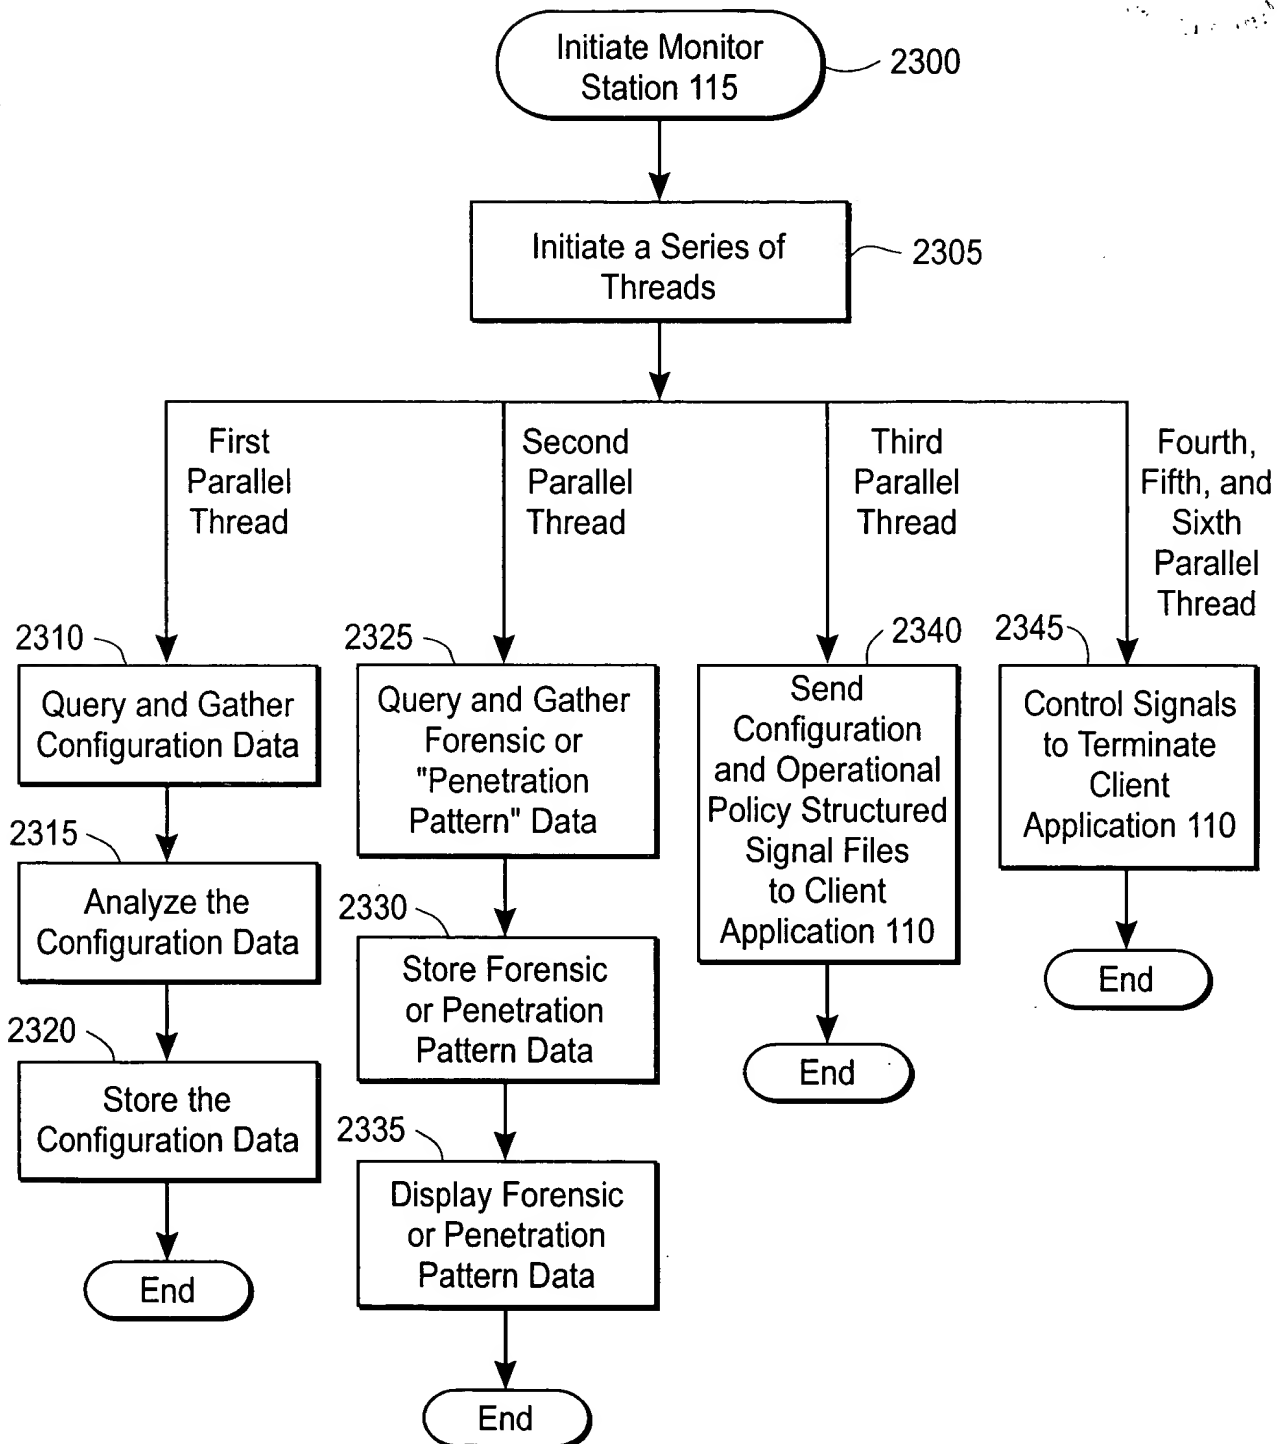 Initiate Monitor
Station 115
2300
Initiate a Series of
Threads
2305
First
Parallel
Thread
Second
Parallel
Thread
Third
Parallel
Thread
Fourth,
Fifth, and
Sixth
Parallel
Thread
2310
Query and Gather
Configuration Data
2315
Analyze the
Configuration Data
2320
Store the
Configuration Data
End
2325
Query and Gather
Forensic or
"Penetration
Pattern" Data
2330
Store Forensic
or Penetration
Pattern Data
2335
Display Forensic
or Penetration
Pattern Data
End
2340
Send
Configuration
and Operational
Policy Structured
Signal Files
to Client
Application 110
End
2345
Control Signals
to Terminate
Client
Application 110
End